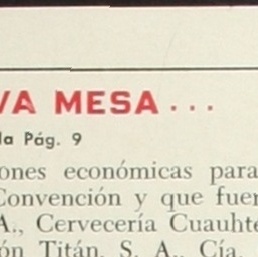 VA MESA...
la Pág. 9
ones económicas para
Convención y que fuer
A., Cervecería Cuauhte
ón Titán, S. A., Cía.